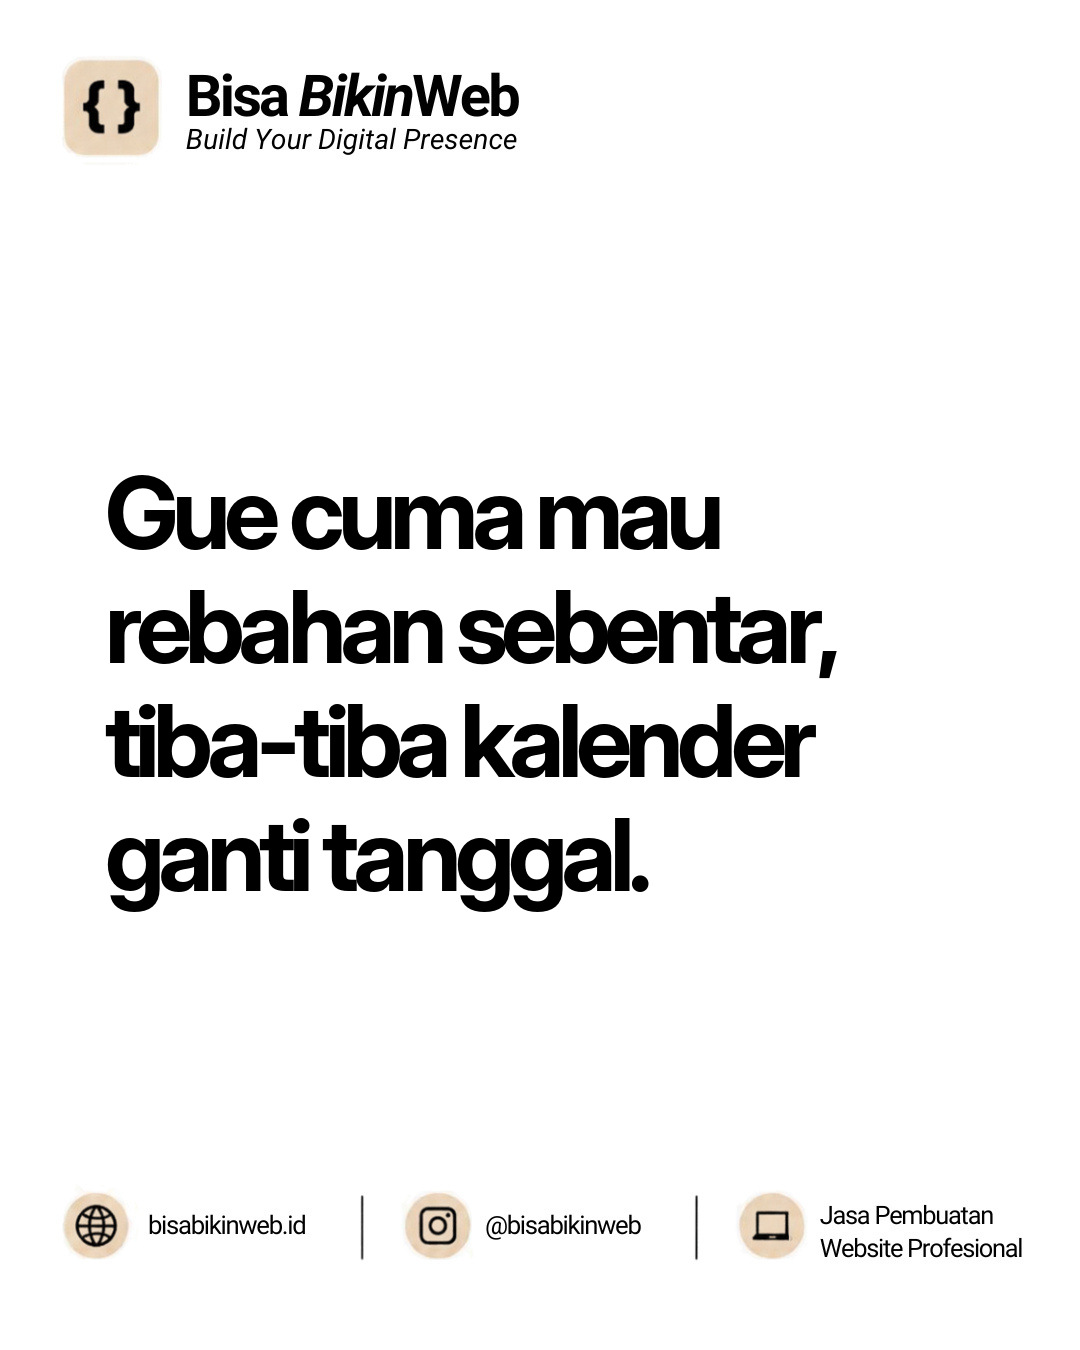 { }
Bisa BikinWeb
Build Your Digital Presence
Gue cuma mau
rebahan sebentar,
tiba-tiba kalender
ganti tanggal.
bisabikinweb.id
@bisabikinweb
Jasa Pembuatan
Website Profesional